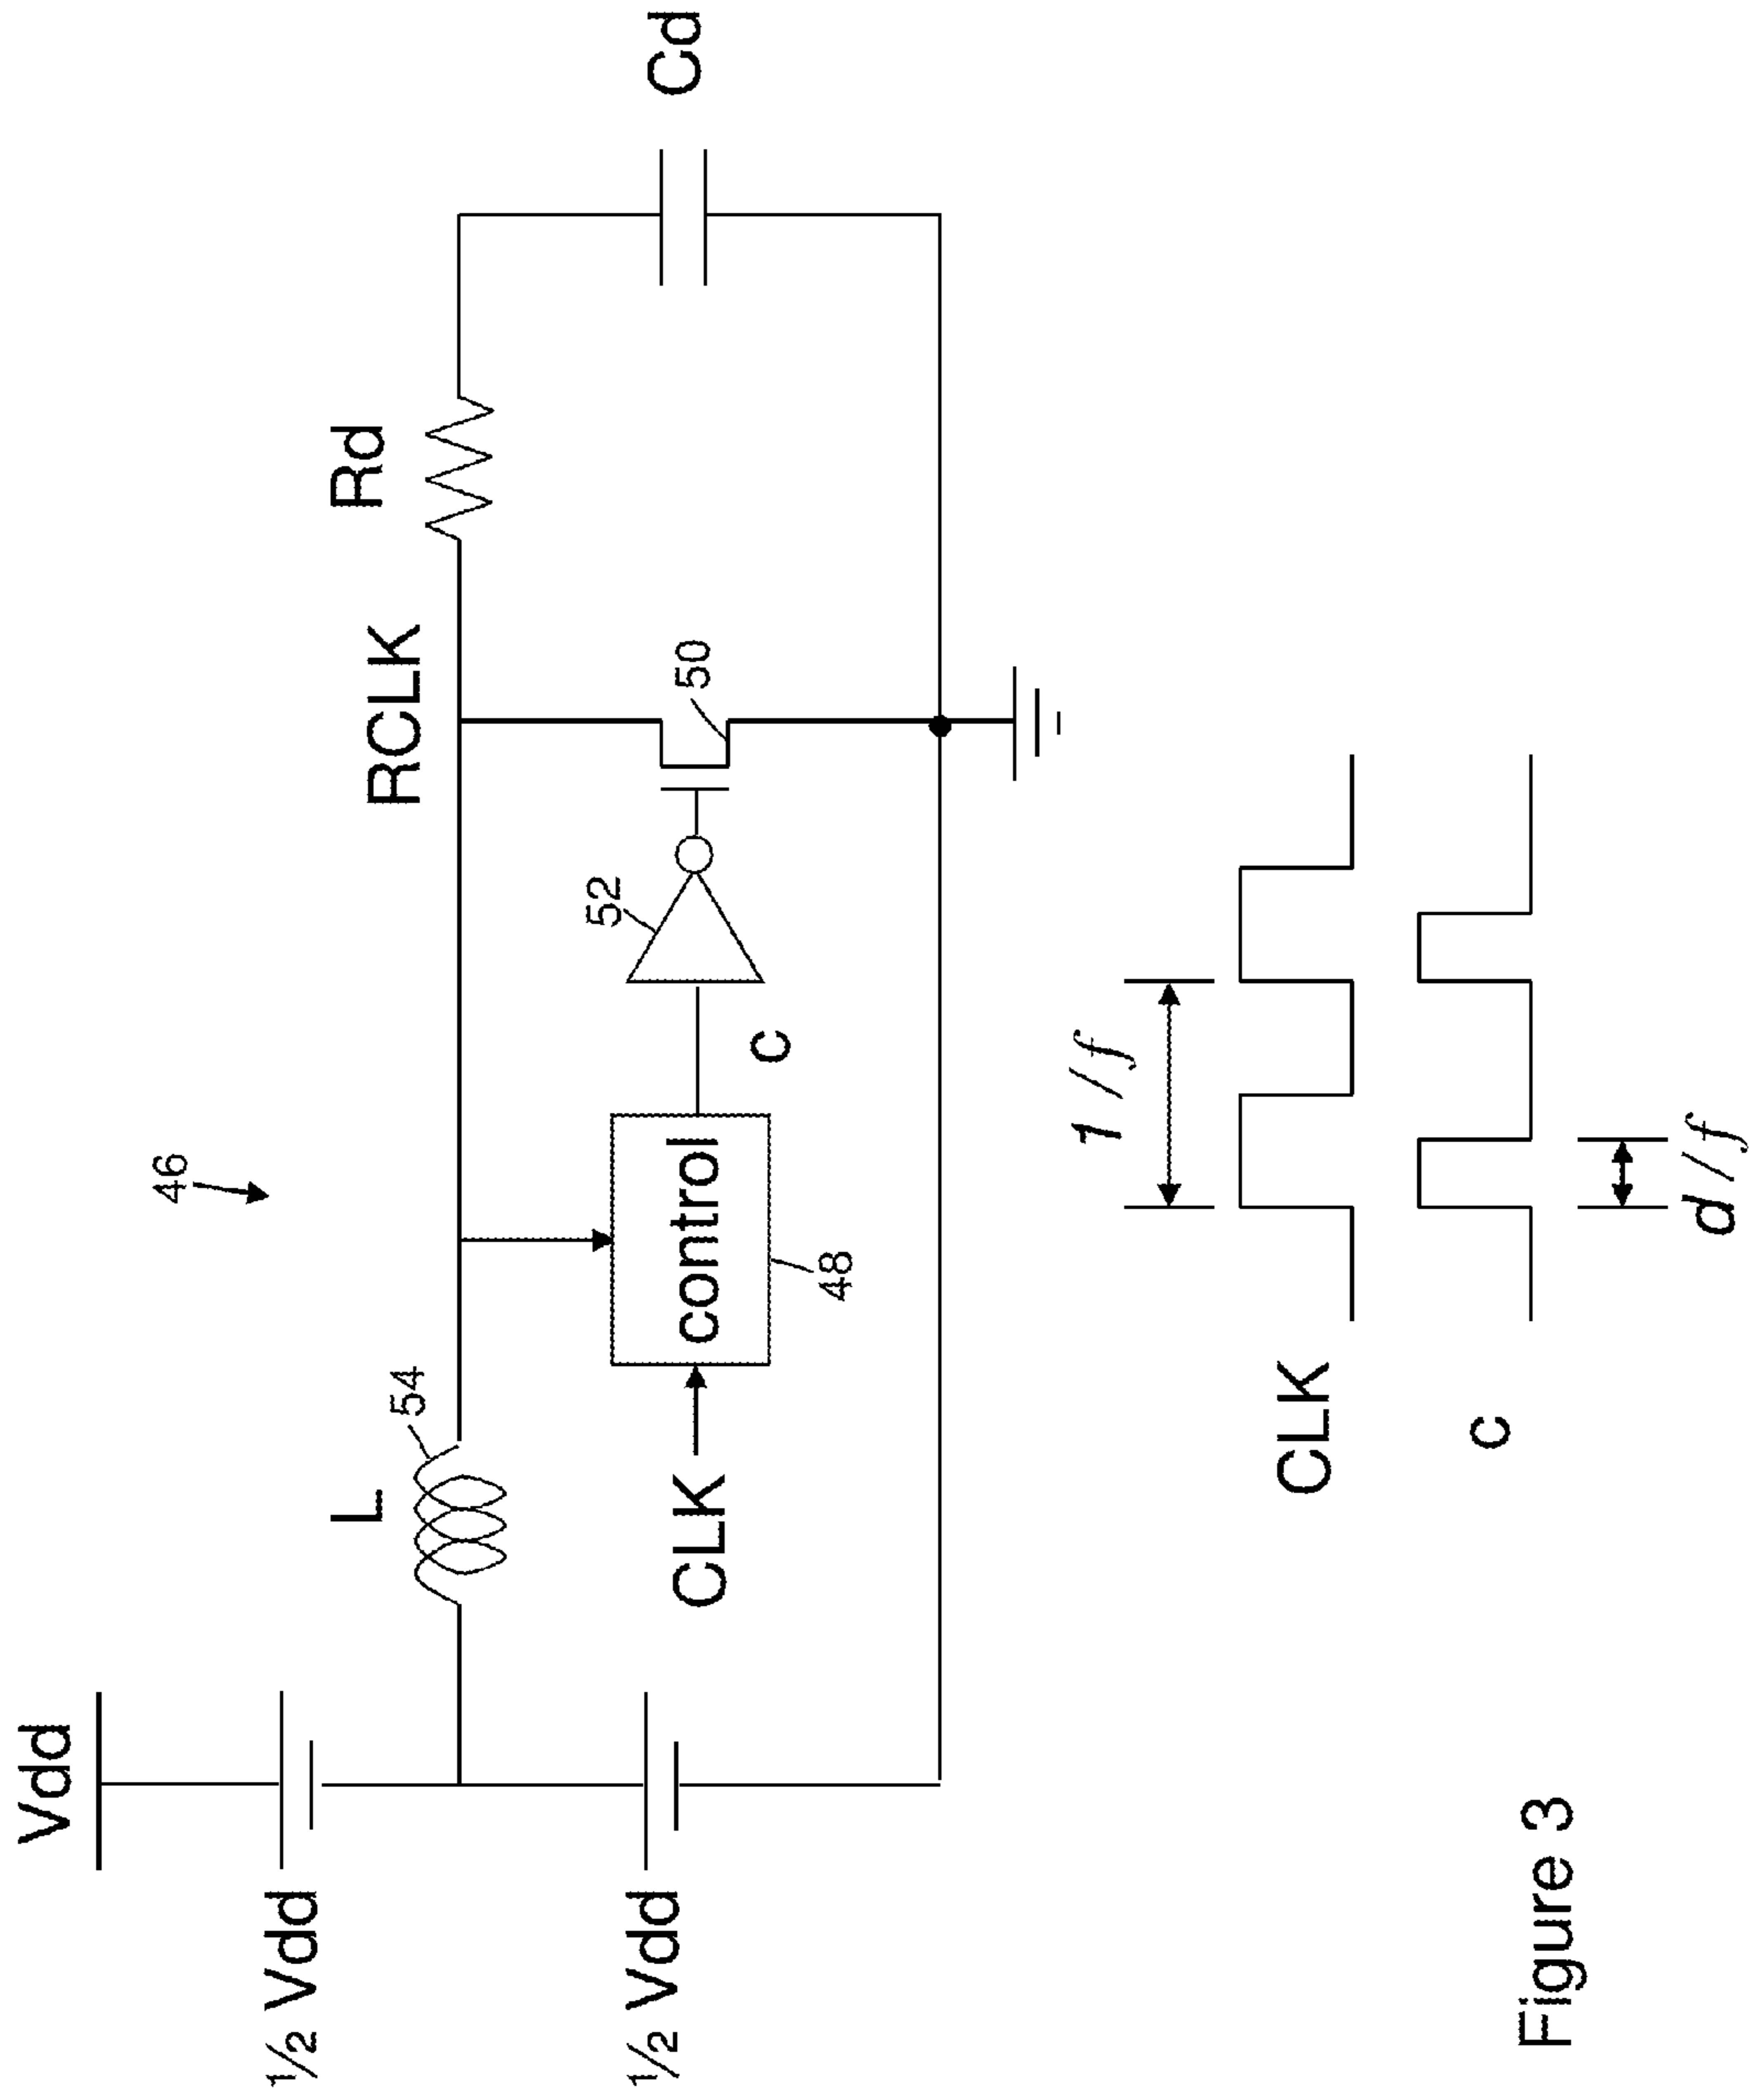 Vdd
½ Vdd
½ Vdd
46
L
54
RCLK
Rd
Cd
CLK
control
48
c
52
50
1/f
CLK
c
d/f
Figure 3